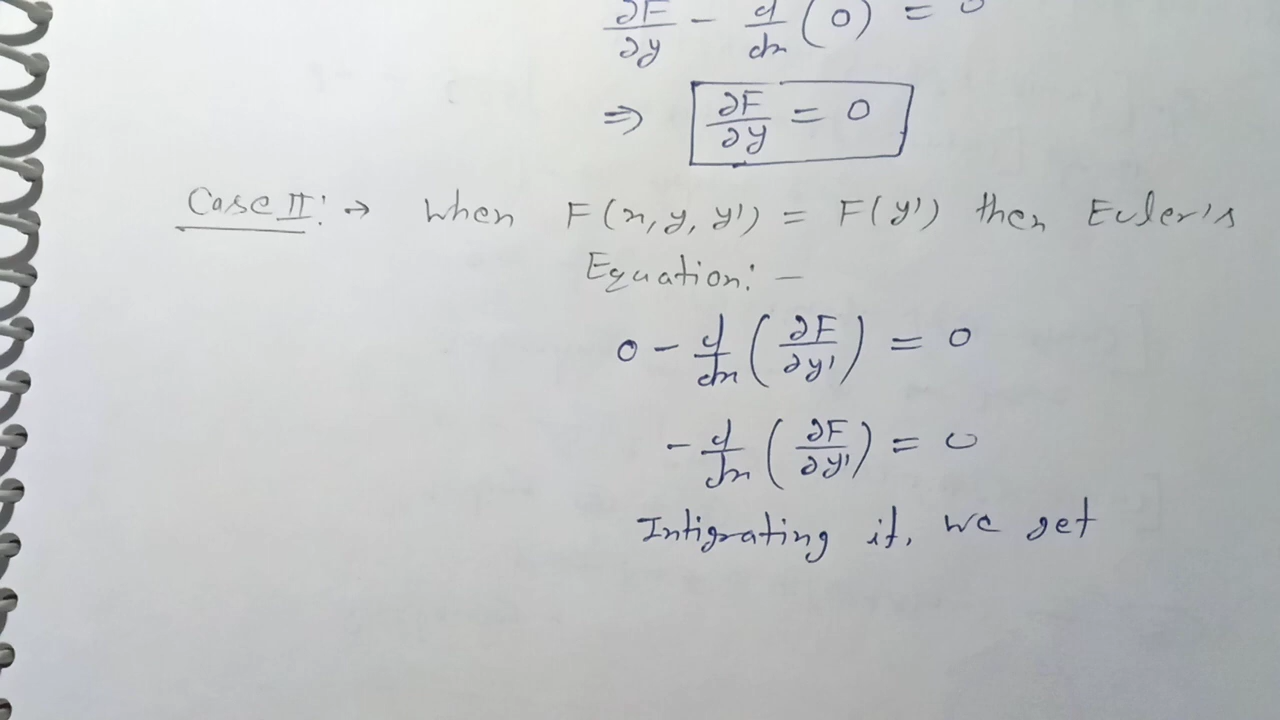 ∂F/∂y - d/dx (0) = 0
⇒ ∂F/∂y = 0
Case II: → when F(x, y, y') = F(y') then Euler's
Equation: -
0 - d/dx (∂F/∂y') = 0
- d/dx (∂F/∂y') = 0
Intigrating it, we get